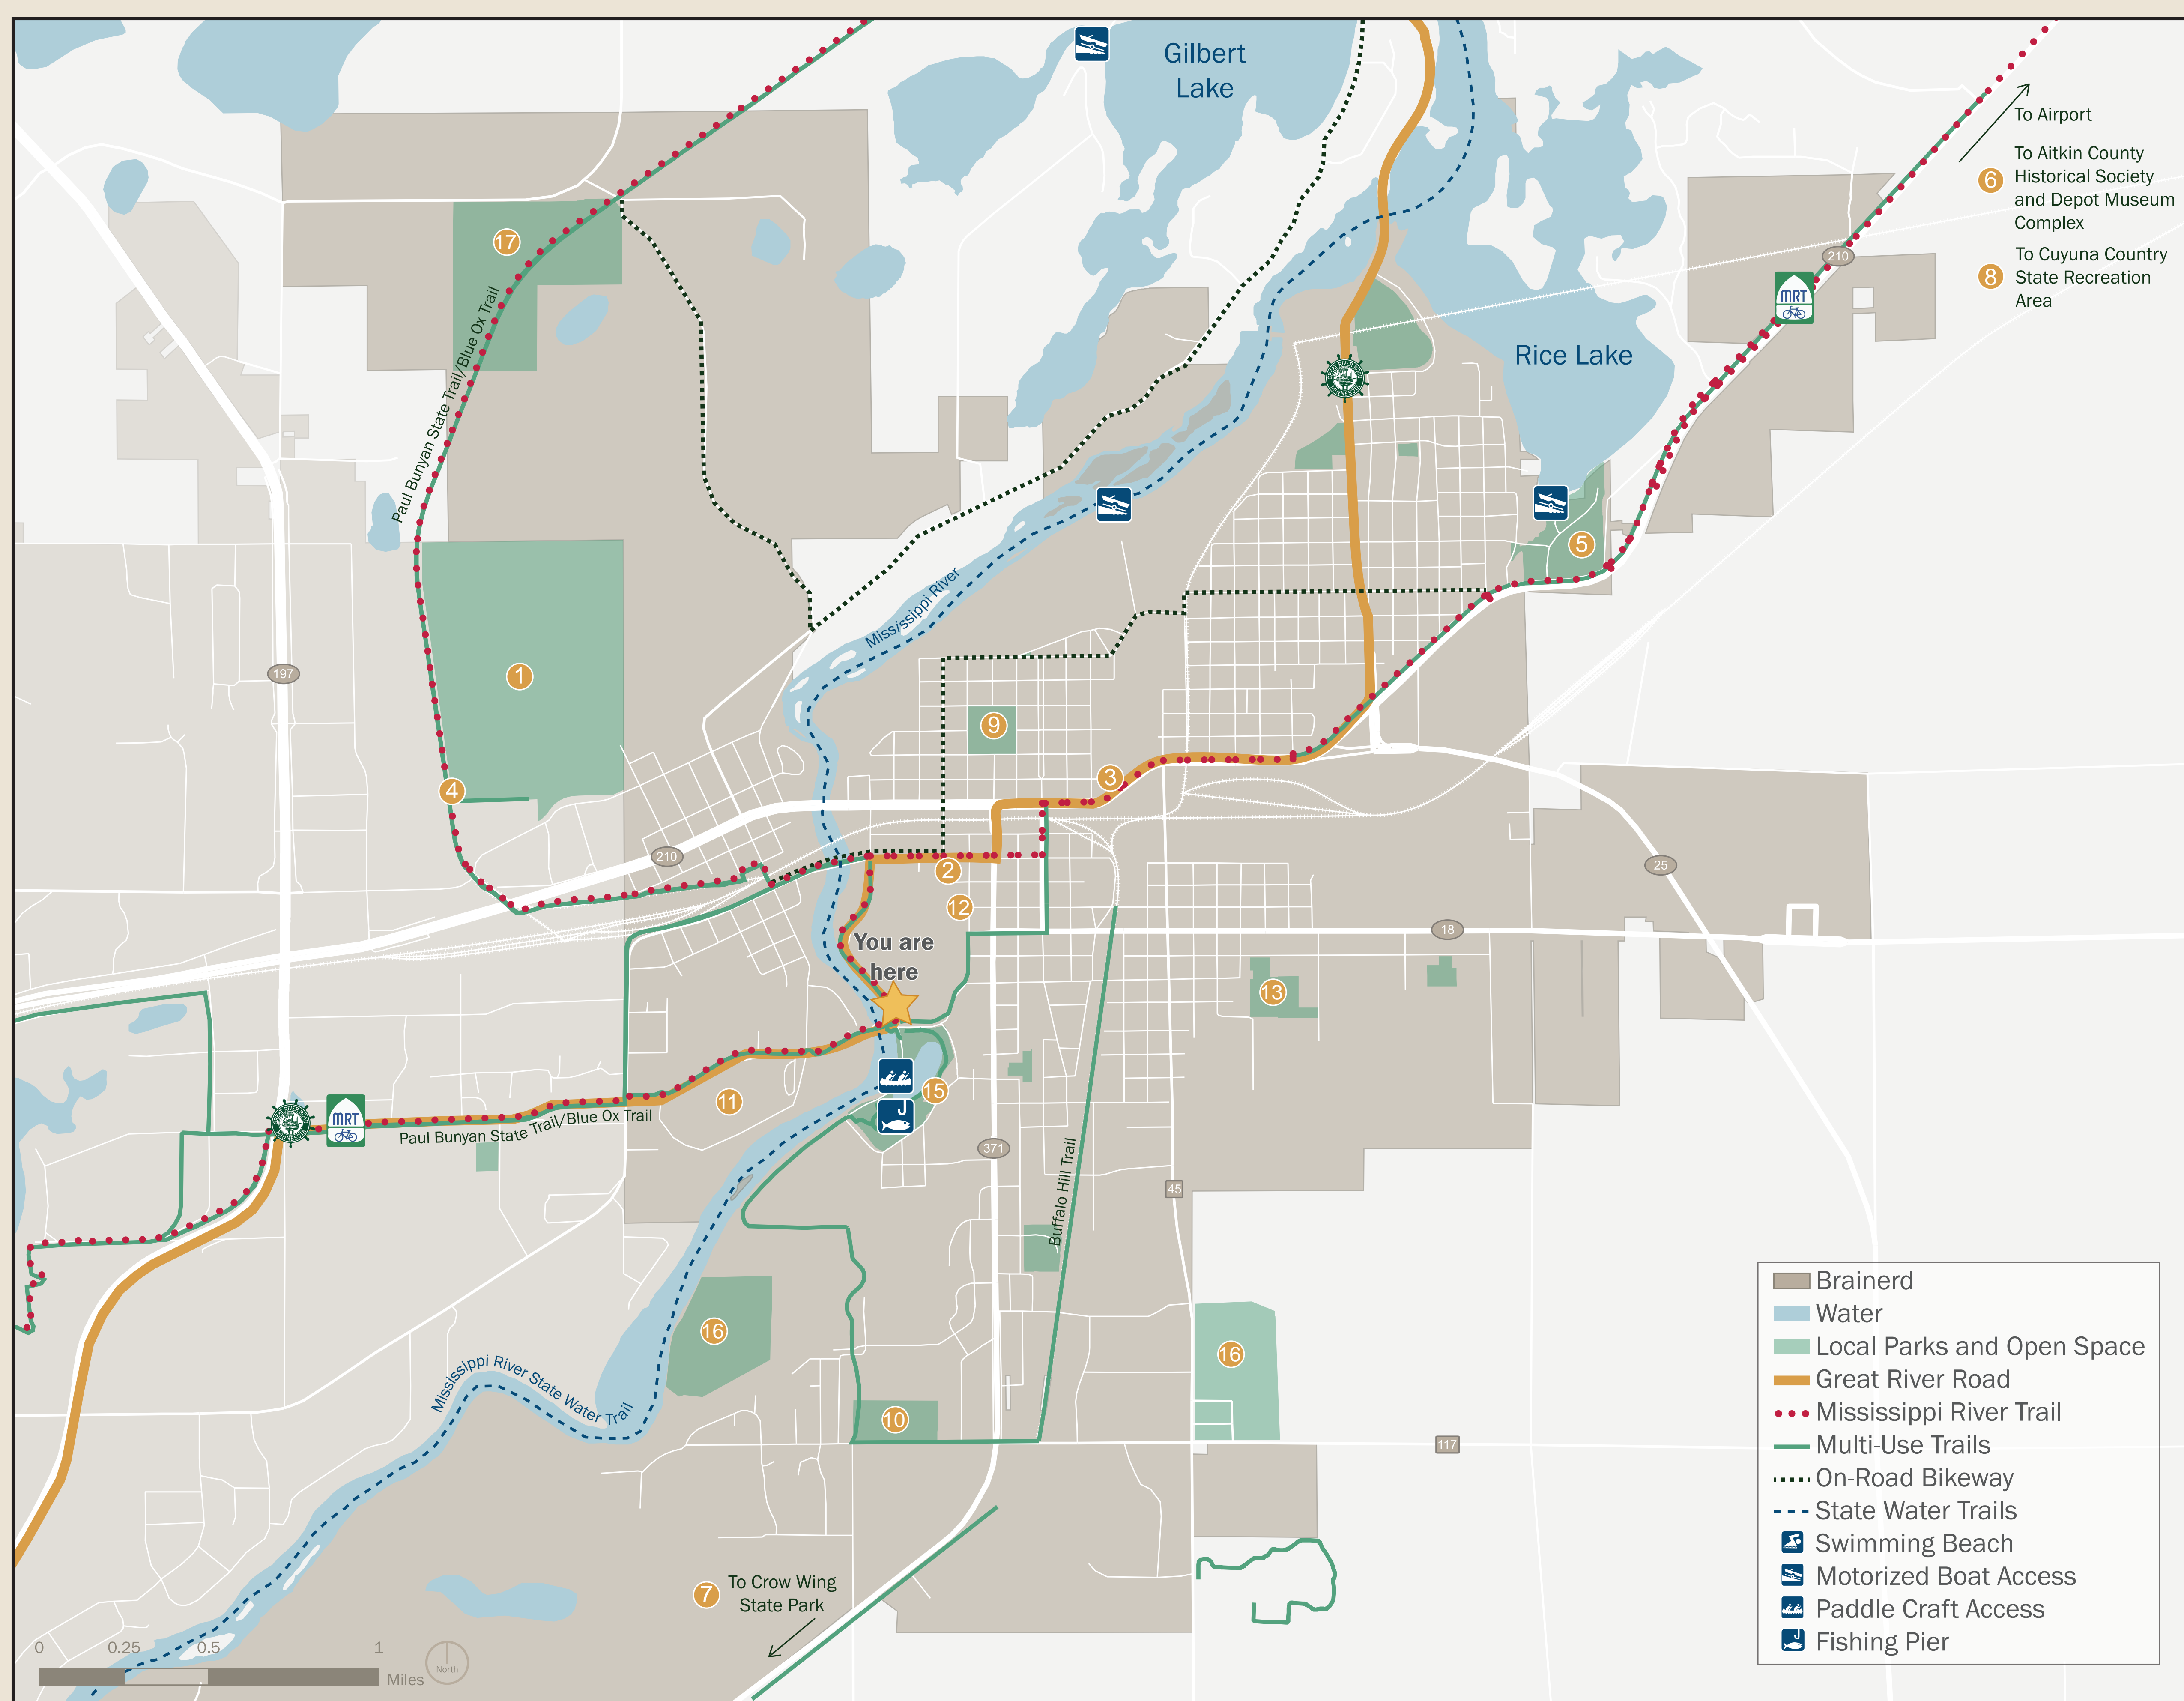 Gilbert
Lake
To Airport
6
To Aitkin County
Historical Society
and Depot Museum
Complex
8
To Cuyuna Country
State Recreation
Area
17
210
MRT
Paul Bunyan State Trail/Blue Ox Trail
Rice Lake
5
Mississippi River
197
1
9
3
4
210
2
25
12
18
You are
here
13
15
11
MRT
Paul Bunyan State Trail/Blue Ox Trail
371
Buffalo Hill Trail
45
16
16
Mississippi River State Water Trail
10
117
7
To Crow Wing
State Park
0
0.25
0.5
1
Miles
North
Brainerd
Water
Local Parks and Open Space
Great River Road
Mississippi River Trail
Multi-Use Trails
On-Road Bikeway
State Water Trails
Swimming Beach
Motorized Boat Access
Paddle Craft Access
Fishing Pier